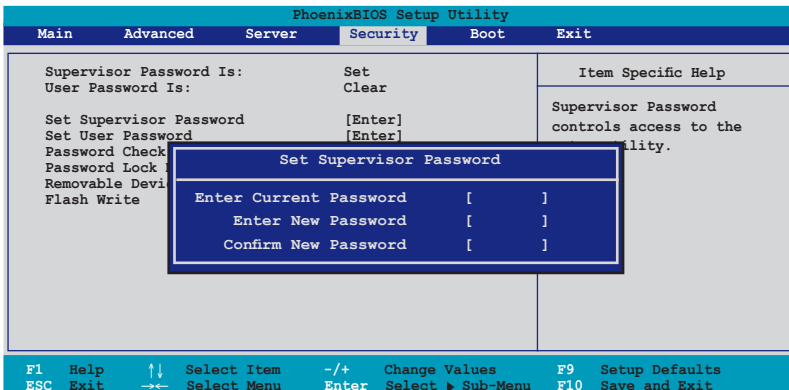 PhoenixBIOS Setup Utility
Main Advanced Server Security Boot Exit
Supervisor Password Is: Set
User Password Is: Clear
Set Supervisor Password [Enter]
Set User Password [Enter]
Password Check
Password Lock
Removable Devi
Flash Write
Item Specific Help
Supervisor Password
controls access to the
ility.
Set Supervisor Password
Enter Current Password [ ]
Enter New Password [ ]
Confirm New Password [ ]
F1 Help ↑↓ Select Item -/+ Change Values F9 Setup Defaults
ESC Exit →← Select Menu Enter Select ▶ Sub-Menu F10 Save and Exit